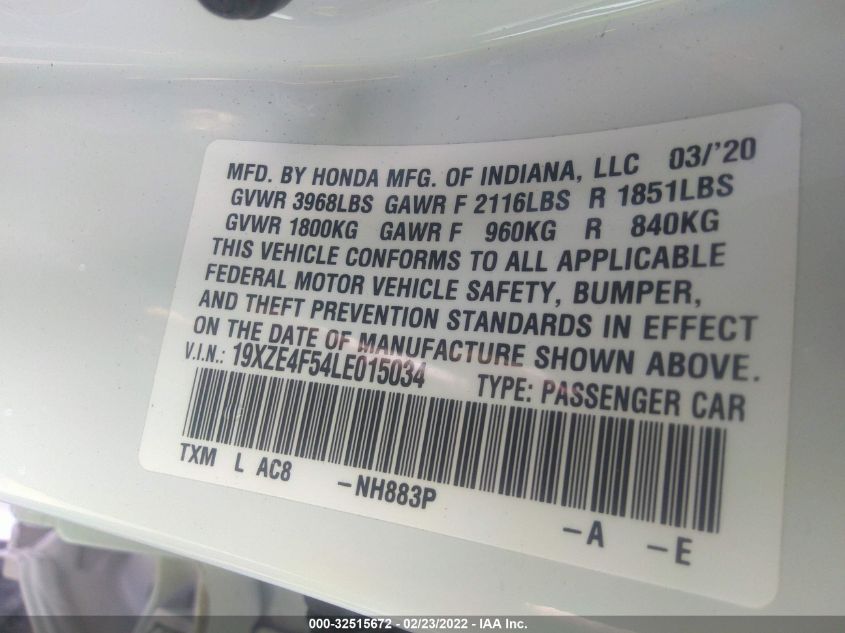 MFD. BY HONDA MFG. OF INDIANA, LLC 03/'20
GVWR 3968LBS GAWR F 2116LBS R 1851LBS
GVWR 1800KG GAWR F 960KG R 840KG
THIS VEHICLE CONFORMS TO ALL APPLICABLE
FEDERAL MOTOR VEHICLE SAFETY, BUMPER,
AND THEFT PREVENTION STANDARDS IN EFFECT
ON THE DATE OF MANUFACTURE SHOWN ABOVE.
V.I.N.: 19XZE4F54LE015034 TYPE: PASSENGER CAR
TXM L AC8 -NH883P -A -E
000-32515672 - 02/23/2022 - IAA Inc.